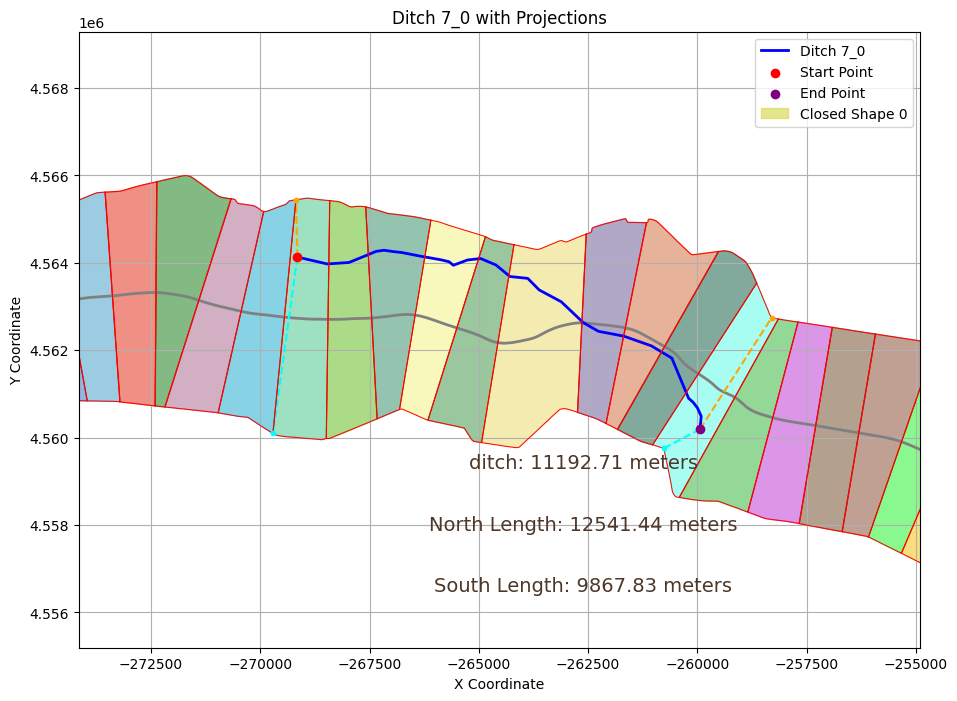 Ditch 7_0 with Projections
1e6
Ditch 7_0
Start Point
End Point
Closed Shape 0
4.568
4.566
4.564
4.562
4.560
4.558
4.556
Y Coordinate
ditch: 11192.71 meters
North Length: 12541.44 meters
South Length: 9867.83 meters
−272500 −270000 −267500 −265000 −262500 −260000 −257500 −255000
X Coordinate